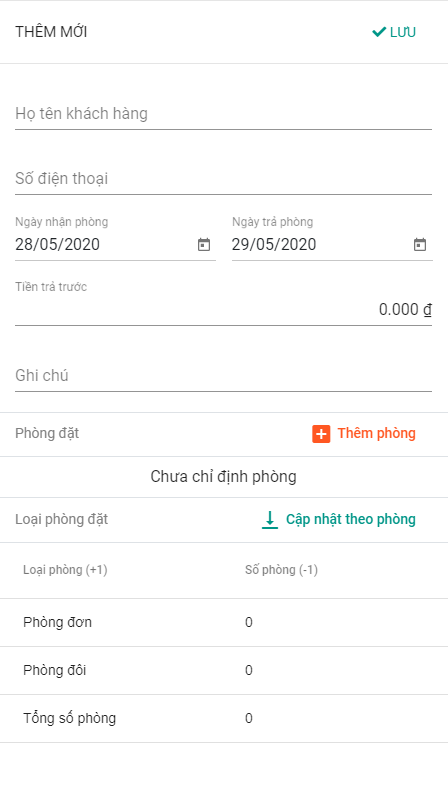 THÊM MỚI LƯU
Họ tên khách hàng
Số điện thoại
Ngày nhận phòng Ngày trả phòng
28/05/2020 29/05/2020
Tiền trả trước
0.000 ₫
Ghi chú
Phòng đặt Thêm phòng
Chưa chỉ định phòng
Loại phòng đặt Cập nhật theo phòng
Loại phòng (+1) Số phòng (-1)
Phòng đơn 0
Phòng đôi 0
Tổng số phòng 0